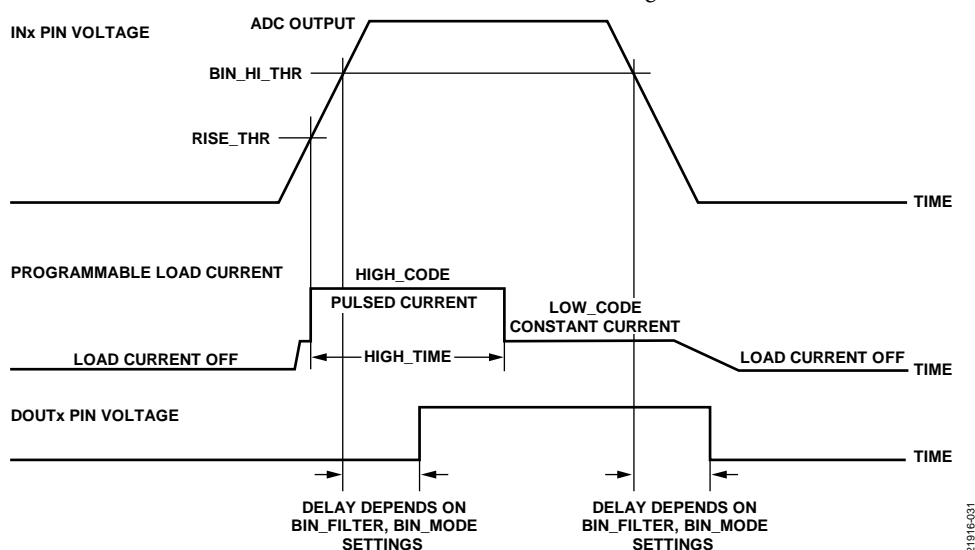 INx PIN VOLTAGE
ADC OUTPUT
BIN_HI_THR
RISE_THR
TIME
PROGRAMMABLE LOAD CURRENT
HIGH_CODE
PULSED CURRENT
LOW_CODE
CONSTANT CURRENT
LOAD CURRENT OFF
HIGH_TIME
LOAD CURRENT OFF
TIME
DOUTx PIN VOLTAGE
TIME
DELAY DEPENDS ON
BIN_FILTER, BIN_MODE
SETTINGS
DELAY DEPENDS ON
BIN_FILTER, BIN_MODE
SETTINGS
21916-031